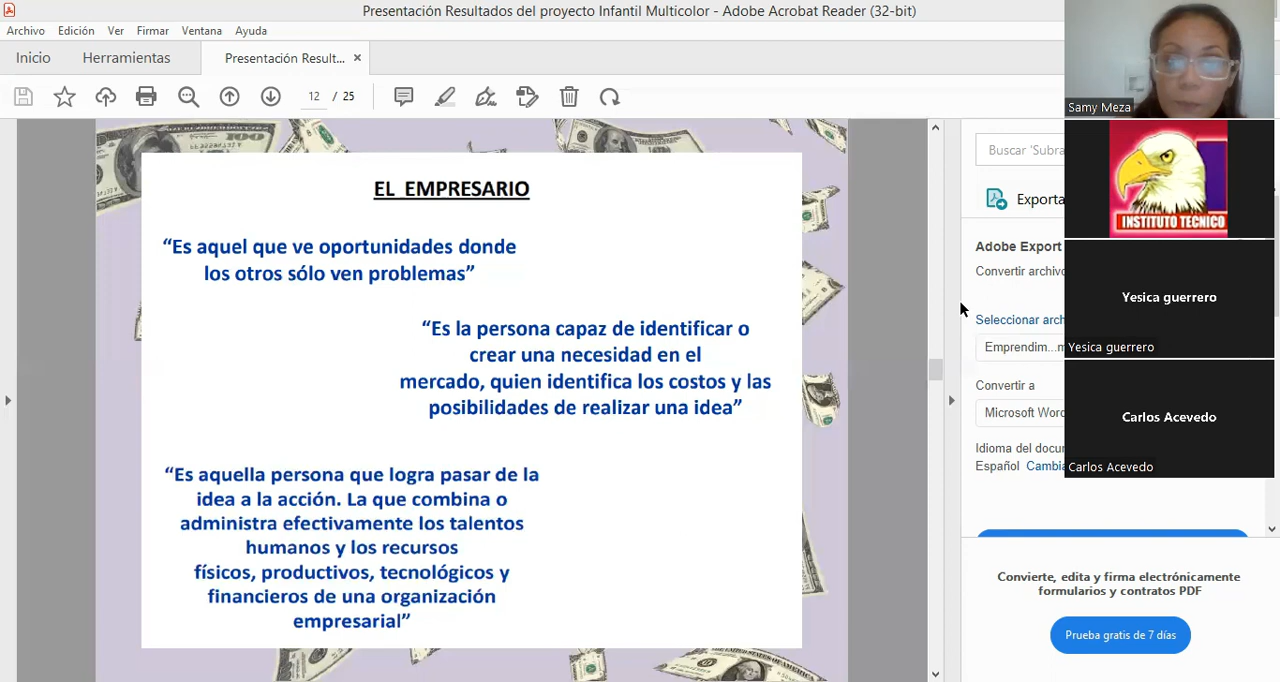 Presentación Resultados del proyecto Infantil Multicolor - Adobe Acrobat Reader (32-bit)
Archivo Edición Ver Firmar Ventana Ayuda
Inicio Herramientas Presentación Result... ×
12 / 25
EL EMPRESARIO
“Es aquel que ve oportunidades donde
los otros sólo ven problemas”
“Es la persona capaz de identificar o
crear una necesidad en el
mercado, quien identifica los costos y las
posibilidades de realizar una idea”
“Es aquella persona que logra pasar de la
idea a la acción. La que combina o
administra efectivamente los talentos
humanos y los recursos
físicos, productivos, tecnológicos y
financieros de una organización
empresarial”
Buscar 'Subra
Exporta
Adobe Export
Convertir archivo
Seleccionar arch
Emprendim...m
Convertir a
Microsoft Word
Idioma del docum
Español Cambia
Convierte, edita y firma electrónicamente
formularios y contratos PDF
Prueba gratis de 7 días
Samy Meza
INSTITUTO TECNICO
Yesica guerrero
Yesica guerrero
Carlos Acevedo
Carlos Acevedo